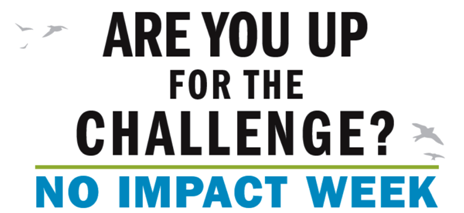 ARE YOU UP
FOR THE
CHALLENGE?
NO IMPACT WEEK